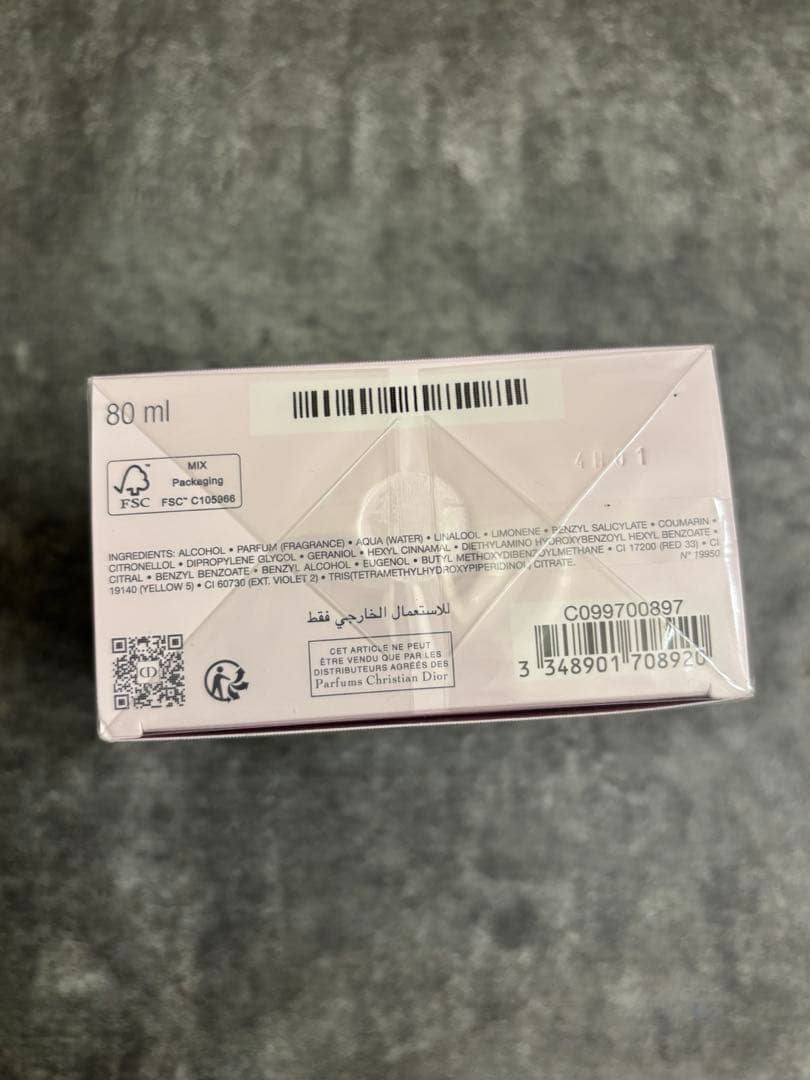 80 ml
MIX
Packaging
FSC™ C105966
FSC
INGREDIENTS: ALCOHOL • PARFUM (FRAGRANCE) • AQUA (WATER) • LINALOOL • LIMONENE • BENZYL SALICYLATE • COUMARIN •
CITRONELLOL • DIPROPYLENE GLYCOL • GERANIOL • HEXYL CINNAMAL • DIETHYLAMINO HYDROXYBENZOYL HEXYL BENZOATE •
CITRAL • BENZYL BENZOATE • BENZYL ALCOHOL • EUGENOL • BUTYL METHOXYDIBENZOYLMETHANE • CI 17200 (RED 33) • CI
19140 (YELLOW 5) • CI 60730 (EXT. VIOLET 2) • TRIS(TETRAMETHYLHYDROXYPIPERIDINOL) CITRATE.
N° 19950
للاستعمال الخارجي فقط
CD
CET ARTICLE NE PEUT
ÊTRE VENDU QUE PAR LES
DISTRIBUTEURS AGRÉÉS DES
Parfums Christian Dior
C099700897
3 348901 708920